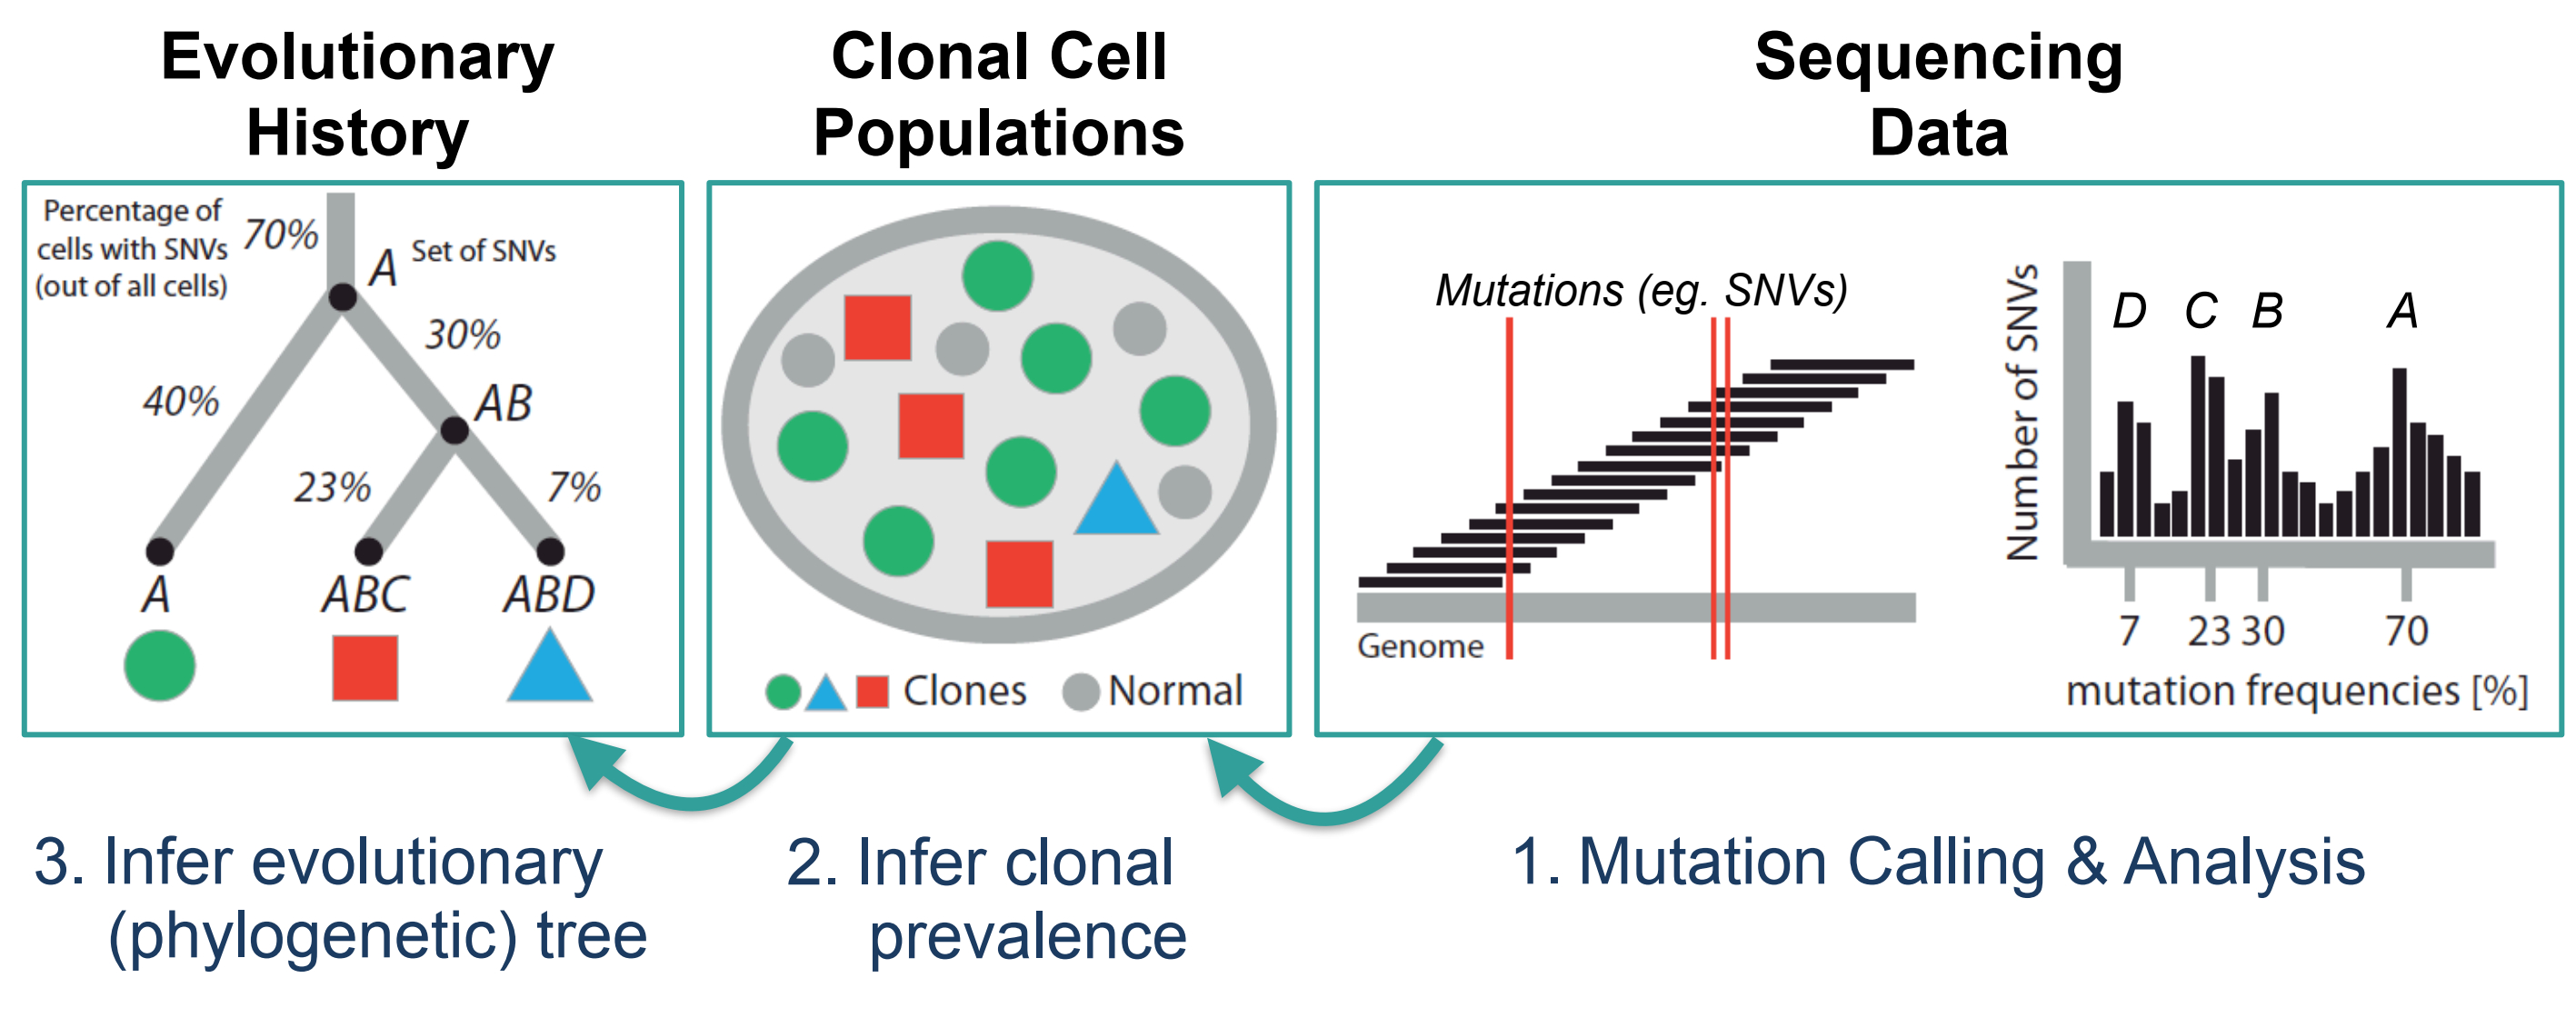 Evolutionary
History
Clonal Cell
Populations
Sequencing
Data
Percentage of
cells with SNVs
(out of all cells)
70%
A
Set of SNVs
30%
40%
AB
23%
7%
A
ABC
ABD
Clones
Normal
Mutations (eg. SNVs)
Genome
Number of SNVs
D
C
B
A
7
23
30
70
mutation frequencies [%]
3. Infer evolutionary
(phylogenetic) tree
2. Infer clonal
prevalence
1. Mutation Calling & Analysis